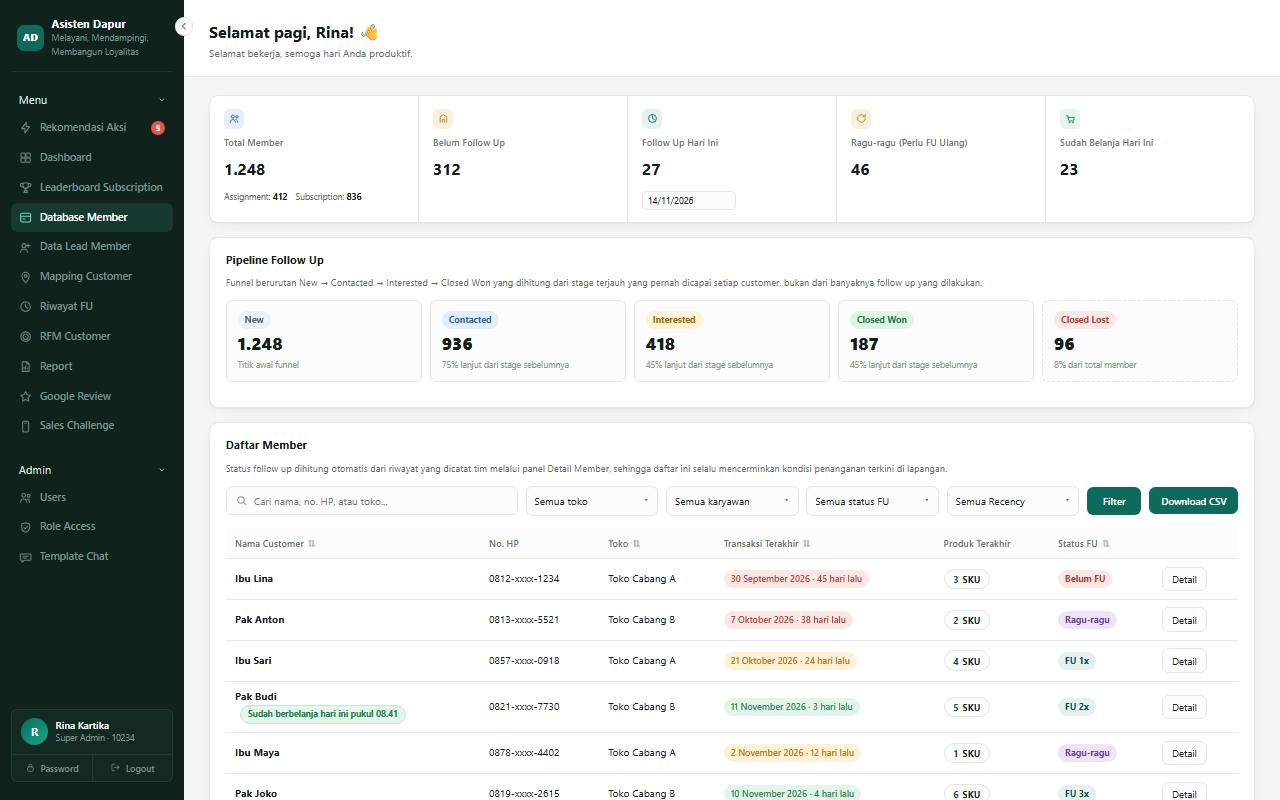 AD
Asisten Dapur
Melayani, Mendampingi,
Membangun Loyalitas
Menu
Rekomendasi Aksi 5
Dashboard
Leaderboard Subscription
Database Member
Data Lead Member
Mapping Customer
Riwayat FU
RFM Customer
Report
Google Review
Sales Challenge
Admin
Users
Role Access
Template Chat
R
Rina Kartika
Super Admin · 10234
Password Logout
Selamat pagi, Rina! 👋
Selamat bekerja, semoga hari Anda produktif.
Total Member
1.248
Assignment: 412 Subscription: 836
Belum Follow Up
312
Follow Up Hari Ini
27
14/11/2026
Ragu-ragu (Perlu FU Ulang)
46
Sudah Belanja Hari Ini
23
Pipeline Follow Up
Funnel berurutan New → Contacted → Interested → Closed Won yang dihitung dari stage terjauh yang pernah dicapai setiap customer, bukan dari banyaknya follow up yang dilakukan.
New
1.248
Titik awal funnel
Contacted
936
75% lanjut dari stage sebelumnya
Interested
418
45% lanjut dari stage sebelumnya
Closed Won
187
45% lanjut dari stage sebelumnya
Closed Lost
96
8% dari total member
Daftar Member
Status follow up dihitung otomatis dari riwayat yang dicatat tim melalui panel Detail Member, sehingga daftar ini selalu mencerminkan kondisi penanganan terkini di lapangan.
Cari nama, no. HP, atau toko... Semua toko Semua karyawan Semua status FU Semua Recency Filter Download CSV
Nama Customer No. HP Toko Transaksi Terakhir Produk Terakhir Status FU
Ibu Lina 0812-xxxx-1234 Toko Cabang A 30 September 2026 · 45 hari lalu 3 SKU Belum FU Detail
Pak Anton 0813-xxxx-5521 Toko Cabang B 7 Oktober 2026 · 38 hari lalu 2 SKU Ragu-ragu Detail
Ibu Sari 0857-xxxx-0918 Toko Cabang A 21 Oktober 2026 · 24 hari lalu 4 SKU FU 1x Detail
Pak Budi
Sudah berbelanja hari ini pukul 08.41
0821-xxxx-7730 Toko Cabang B 11 November 2026 · 3 hari lalu 5 SKU FU 2x Detail
Ibu Maya 0878-xxxx-4402 Toko Cabang A 2 November 2026 · 12 hari lalu 1 SKU Ragu-ragu Detail
Pak Joko 0819-xxxx-2615 Toko Cabang B 10 November 2026 · 4 hari lalu 6 SKU FU 3x Detail